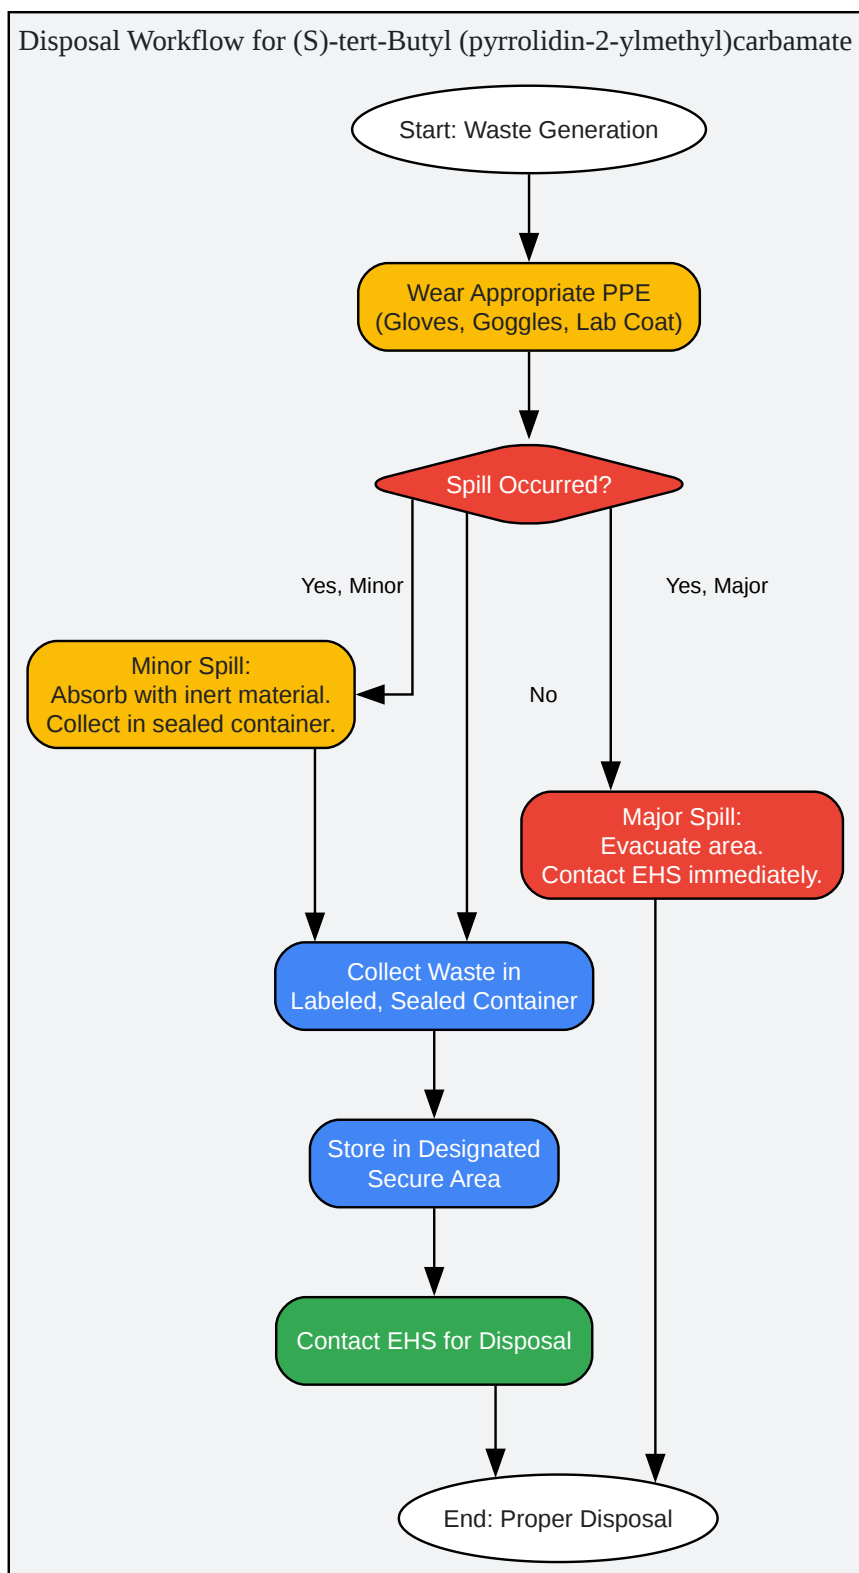 Disposal Workflow for (S)-tert-Butyl (pyrrolidin-2-ylmethyl)carbamate
Start: Waste Generation
Wear Appropriate PPE
(Gloves, Goggles, Lab Coat)
Spill Occurred?
Yes, Minor
Yes, Major
Minor Spill:
Absorb with inert material.
Collect in sealed container.
No
Major Spill:
Evacuate area.
Contact EHS immediately.
Collect Waste in
Labeled, Sealed Container
Store in Designated
Secure Area
Contact EHS for Disposal
End: Proper Disposal